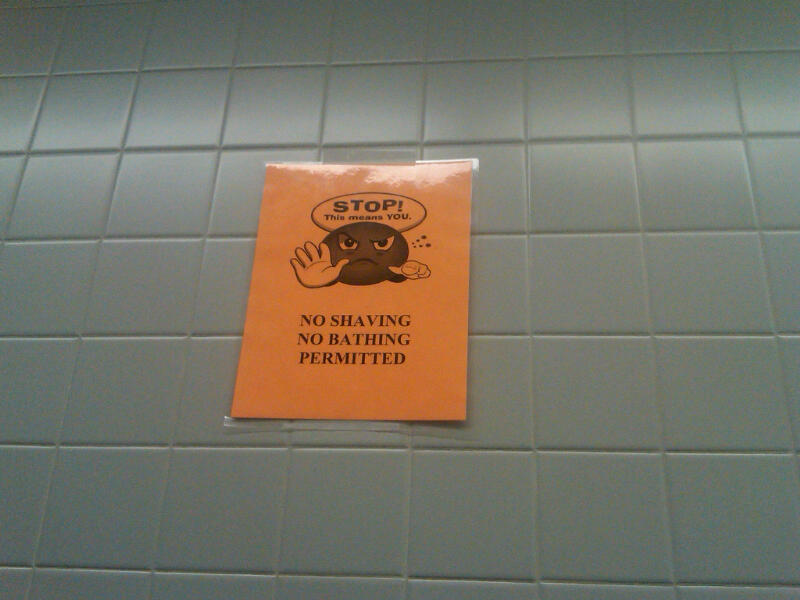 STOP!
This means YOU.
NO SHAVING
NO BATHING
PERMITTED